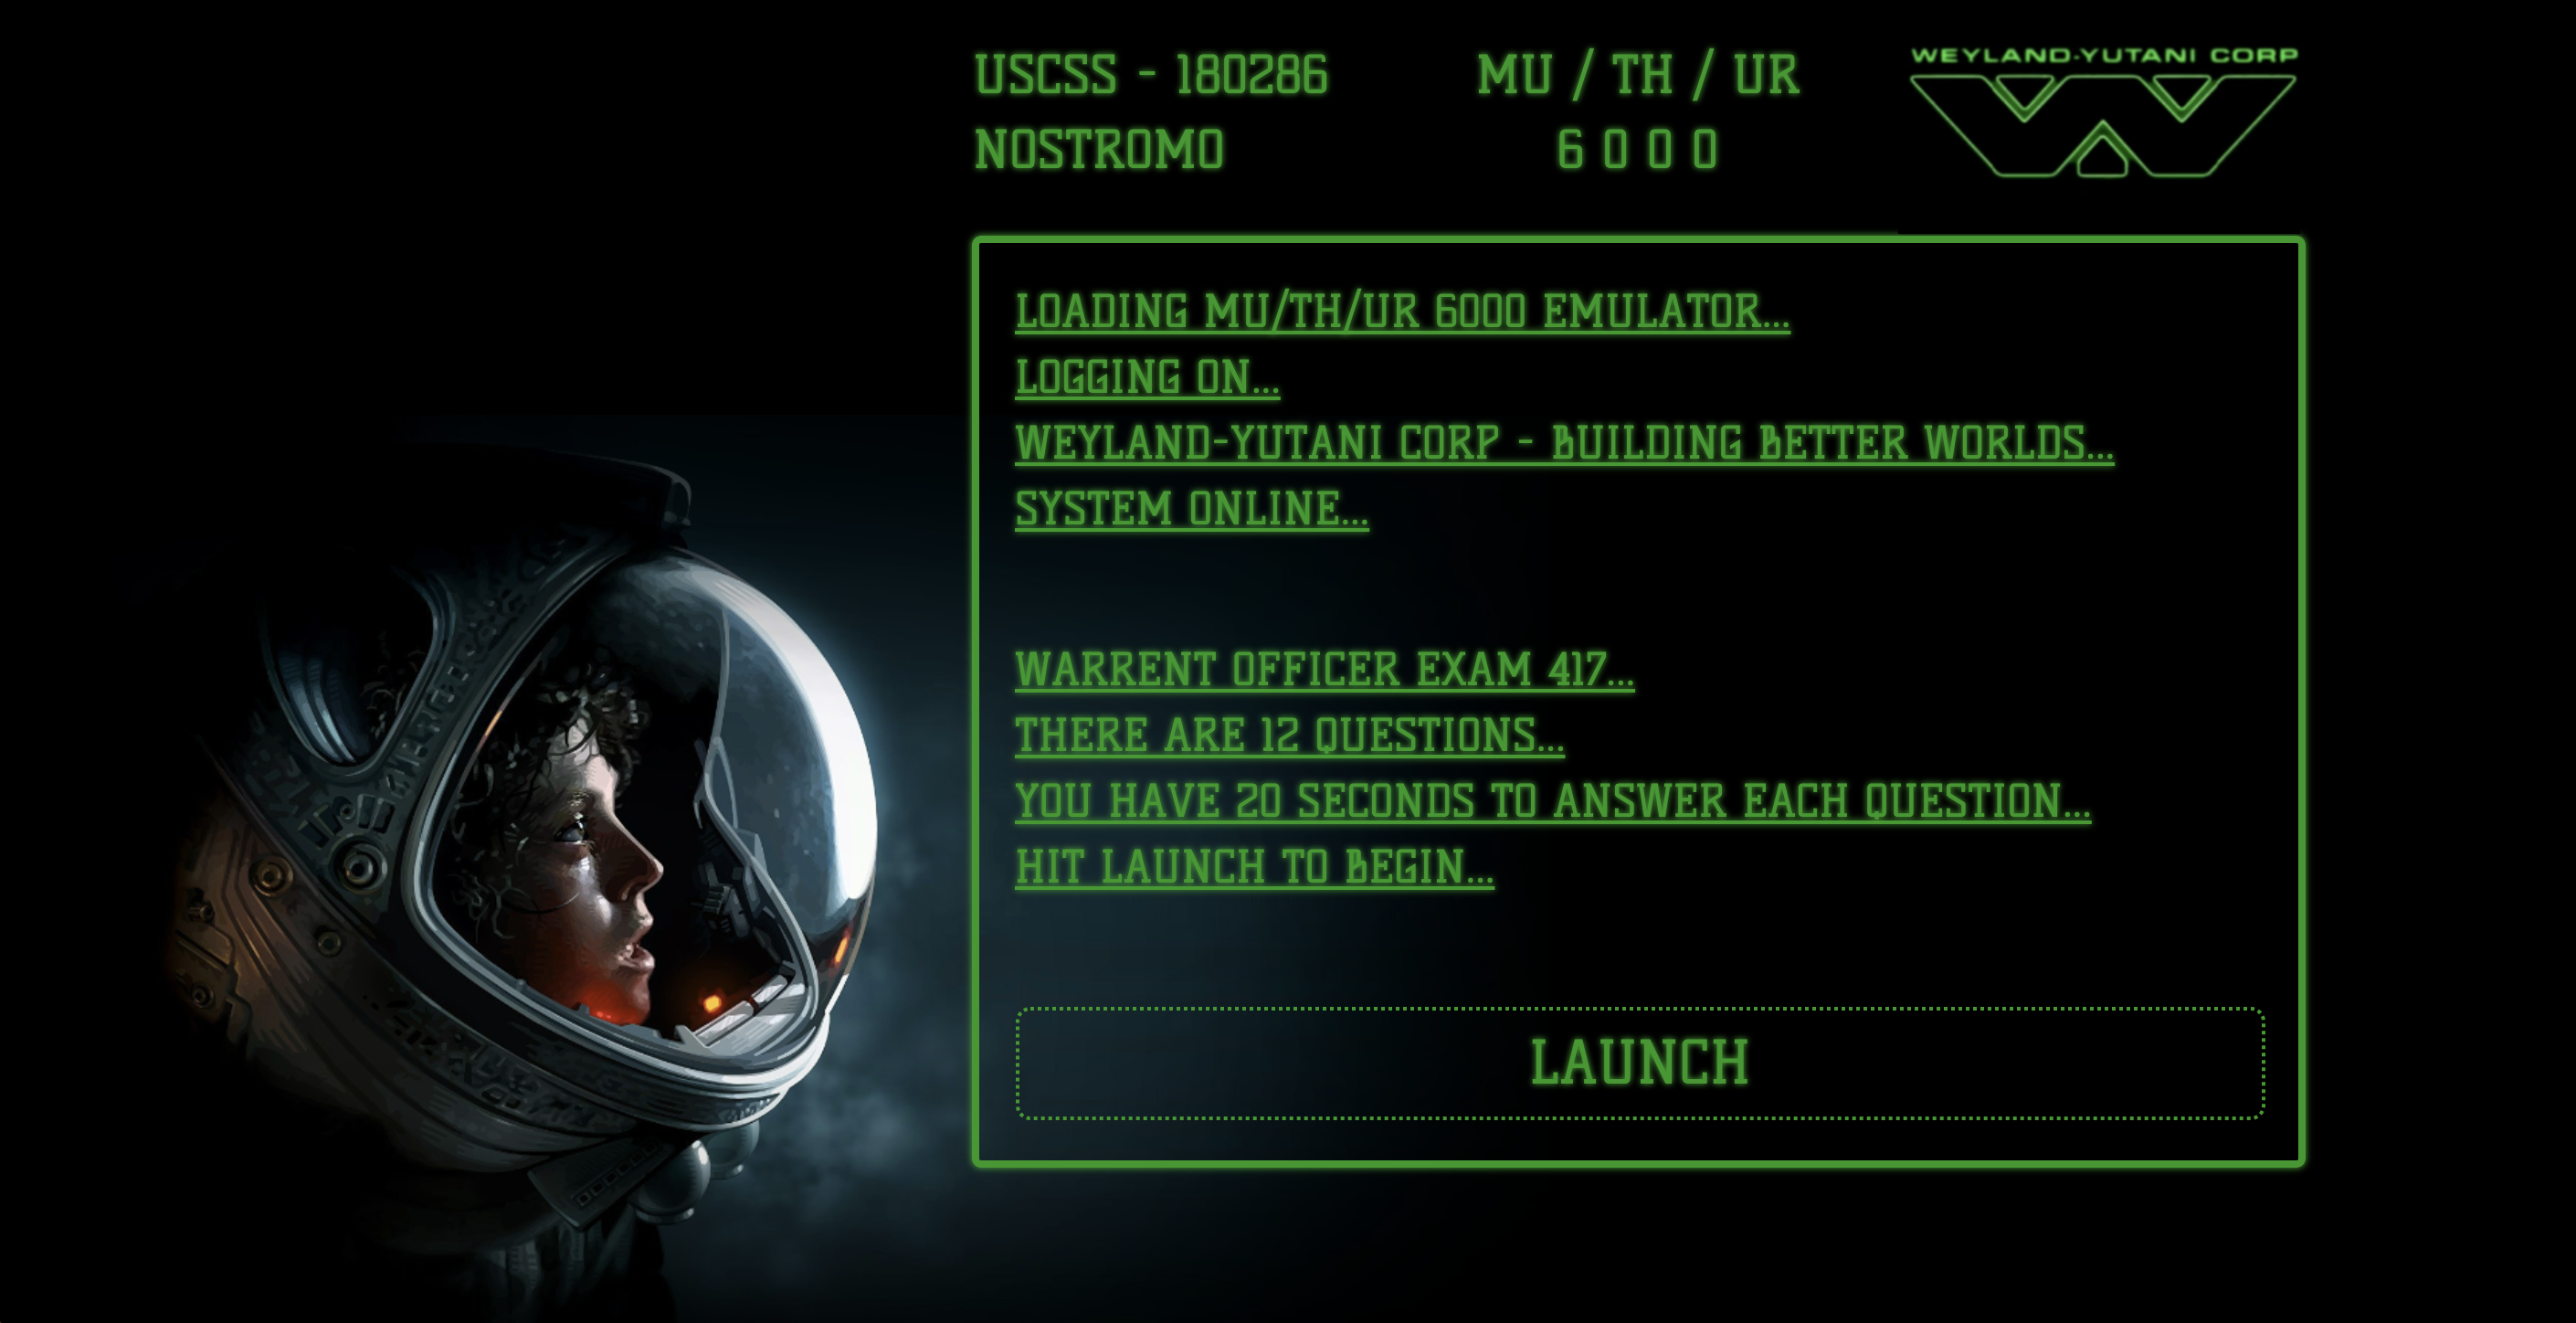 USCSS - 180286
NOSTROMO
MU / TH / UR
6 0 0 0
WEYLAND-YUTANI CORP
LOADING MU/TH/UR 6000 EMULATOR...
LOGGING ON...
WEYLAND-YUTANI CORP - BUILDING BETTER WORLDS...
SYSTEM ONLINE...
WARRENT OFFICER EXAM 417...
THERE ARE 12 QUESTIONS...
YOU HAVE 20 SECONDS TO ANSWER EACH QUESTION...
HIT LAUNCH TO BEGIN...
LAUNCH